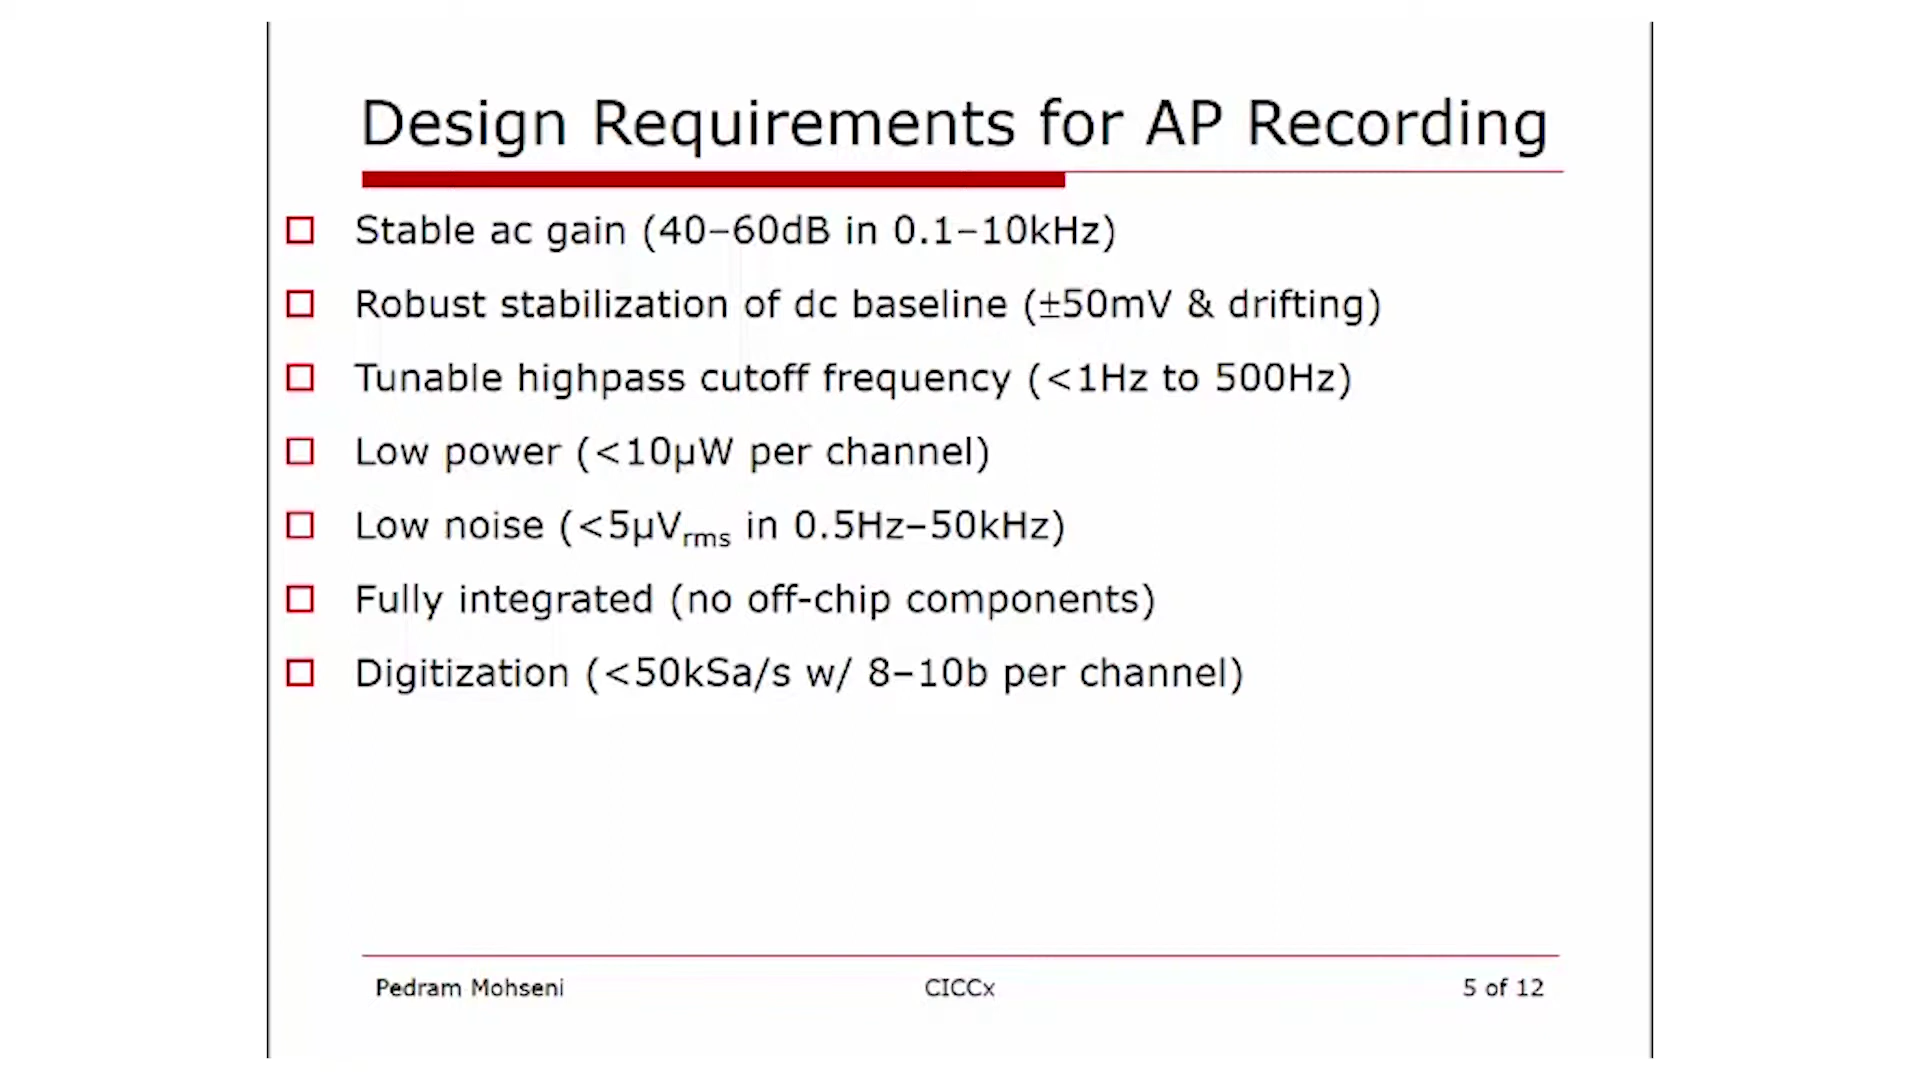 Design Requirements for AP Recording
Stable ac gain (40–60dB in 0.1–10kHz)
Robust stabilization of dc baseline (±50mV & drifting)
Tunable highpass cutoff frequency (<1Hz to 500Hz)
Low power (<10µW per channel)
Low noise (<5µVrms in 0.5Hz–50kHz)
Fully integrated (no off-chip components)
Digitization (<50kSa/s w/ 8–10b per channel)
Pedram Mohseni
CICCx
5 of 12